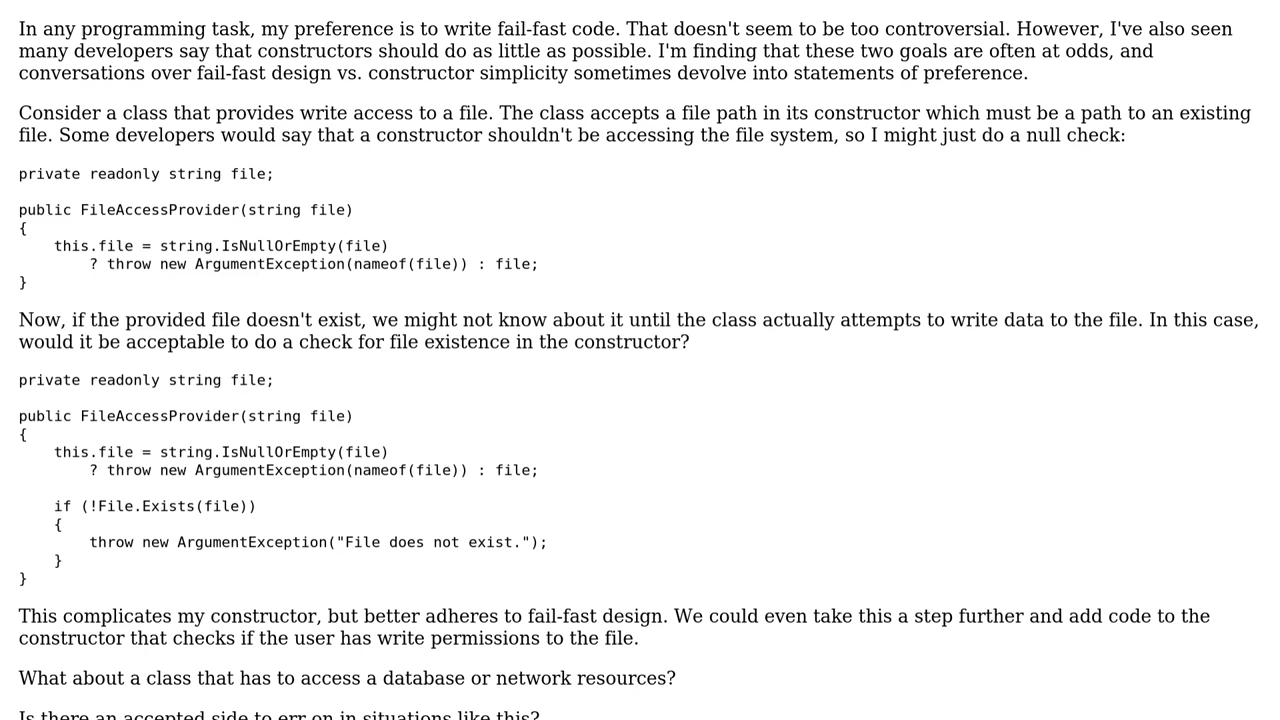 In any programming task, my preference is to write fail-fast code. That doesn't seem to be too controversial. However, I've also seen
many developers say that constructors should do as little as possible. I'm finding that these two goals are often at odds, and
conversations over fail-fast design vs. constructor simplicity sometimes devolve into statements of preference.
Consider a class that provides write access to a file. The class accepts a file path in its constructor which must be a path to an existing
file. Some developers would say that a constructor shouldn't be accessing the file system, so I might just do a null check:
private readonly string file;
public FileAccessProvider(string file)
{
    this.file = string.IsNullOrEmpty(file)
        ? throw new ArgumentException(nameof(file)) : file;
}
Now, if the provided file doesn't exist, we might not know about it until the class actually attempts to write data to the file. In this case,
would it be acceptable to do a check for file existence in the constructor?
private readonly string file;
public FileAccessProvider(string file)
{
    this.file = string.IsNullOrEmpty(file)
        ? throw new ArgumentException(nameof(file)) : file;
    if (!File.Exists(file))
    {
        throw new ArgumentException("File does not exist.");
    }
}
This complicates my constructor, but better adheres to fail-fast design. We could even take this a step further and add code to the
constructor that checks if the user has write permissions to the file.
What about a class that has to access a database or network resources?
Is there an accepted side to err on in situations like this?